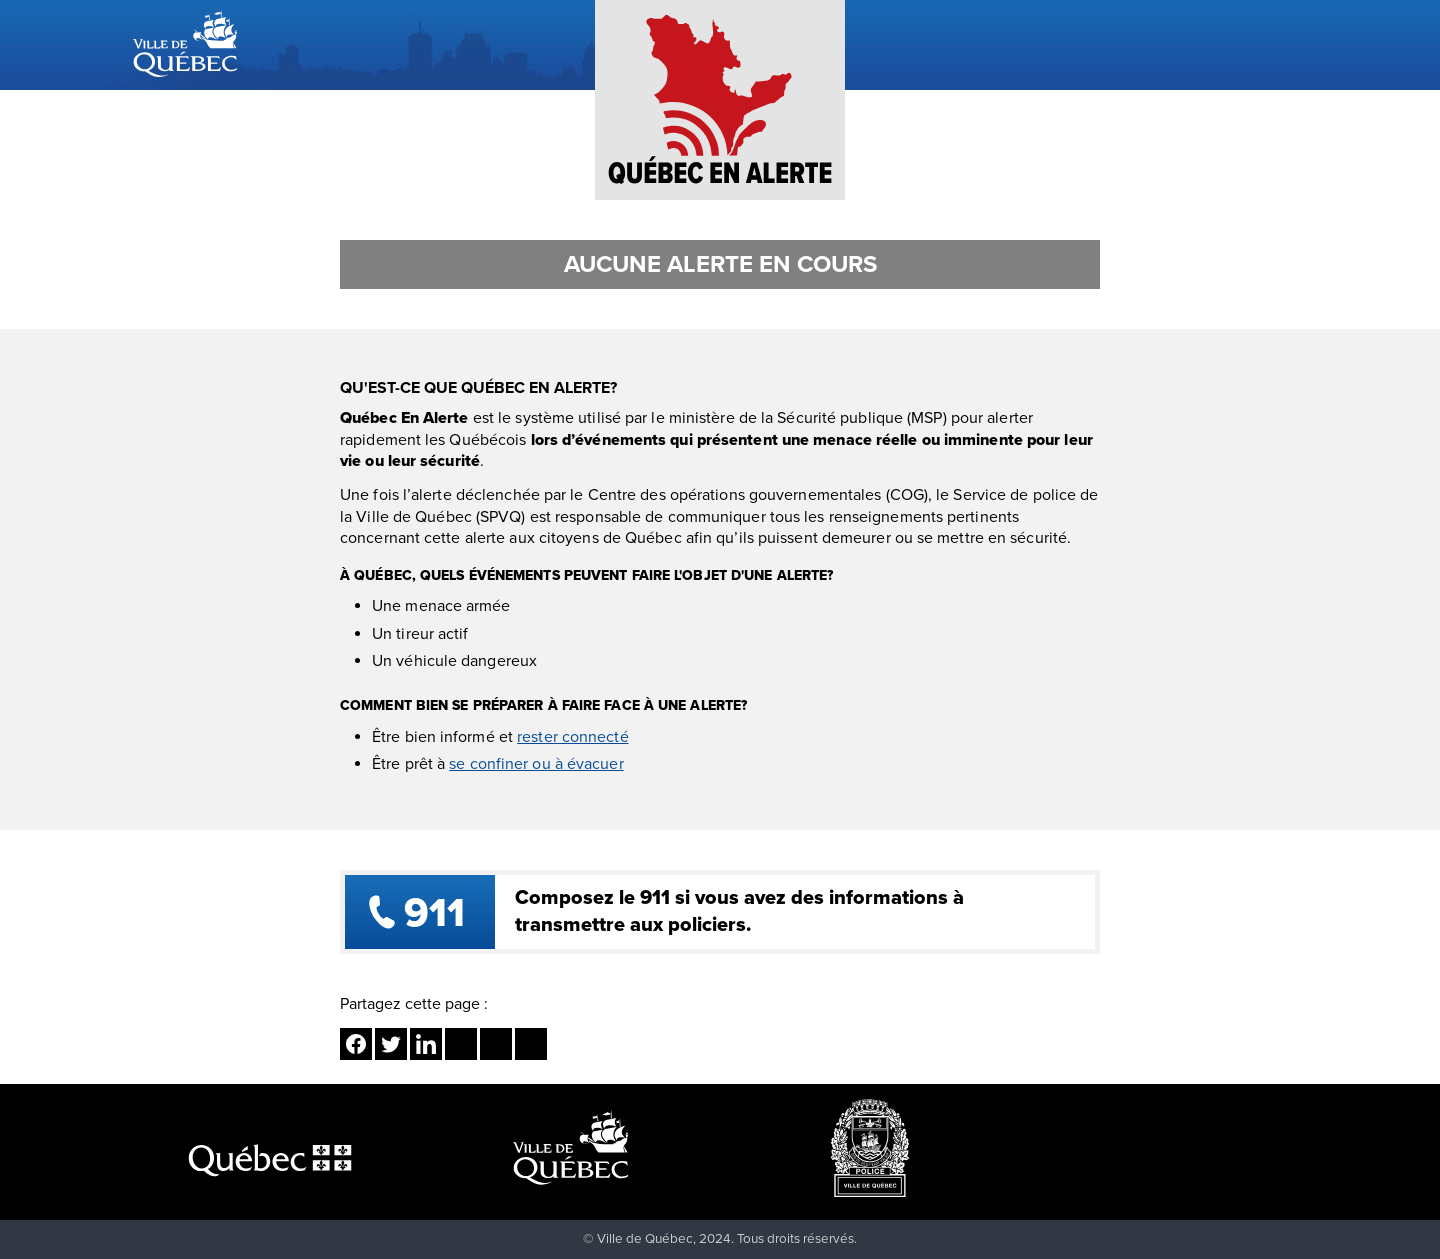 VILLE DE
QUÉBEC
QUÉBEC EN ALERTE
AUCUNE ALERTE EN COURS
QU'EST-CE QUE QUÉBEC EN ALERTE?
Québec En Alerte est le système utilisé par le ministère de la Sécurité publique (MSP) pour alerter
rapidement les Québécois lors d’événements qui présentent une menace réelle ou imminente pour leur
vie ou leur sécurité.
Une fois l’alerte déclenchée par le Centre des opérations gouvernementales (COG), le Service de police de
la Ville de Québec (SPVQ) est responsable de communiquer tous les renseignements pertinents
concernant cette alerte aux citoyens de Québec afin qu’ils puissent demeurer ou se mettre en sécurité.
À QUÉBEC, QUELS ÉVÉNEMENTS PEUVENT FAIRE L'OBJET D'UNE ALERTE?
• Une menace armée
• Un tireur actif
• Un véhicule dangereux
COMMENT BIEN SE PRÉPARER À FAIRE FACE À UNE ALERTE?
• Être bien informé et rester connecté
• Être prêt à se confiner ou à évacuer
911
Composez le 911 si vous avez des informations à
transmettre aux policiers.
Partagez cette page :
Québec
VILLE DE
QUÉBEC
POLICE
VILLE DE QUÉBEC
© Ville de Québec, 2024. Tous droits réservés.